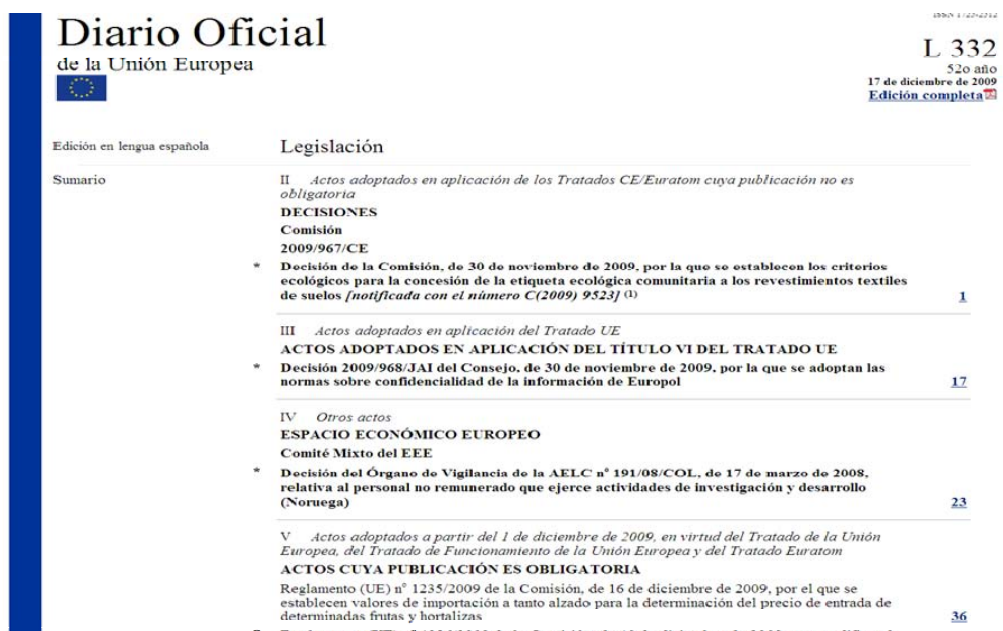 Diario Oficial
de la Unión Europea
L 332
52o año
17 de diciembre de 2009
Edición completa
Edición en lengua española
Legislación
Sumario
II Actos adoptados en aplicación de los Tratados CE/Euratom cuya publicación no es
obligatoria
DECISIONES
Comisión
2009/967/CE
* Decisión de la Comisión, de 30 de noviembre de 2009, por la que se establecen los criterios
ecológicos para la concesión de la etiqueta ecológica comunitaria a los revestimientos textiles
de suelos [notificada con el número C(2009) 9523] (1) 1
III Actos adoptados en aplicación del Tratado UE
ACTOS ADOPTADOS EN APLICACIÓN DEL TÍTULO VI DEL TRATADO UE
* Decisión 2009/968/JAI del Consejo, de 30 de noviembre de 2009, por la que se adoptan las
normas sobre confidencialidad de la información de Europol 17
IV Otros actos
ESPACIO ECONÓMICO EUROPEO
Comité Mixto del EEE
* Decisión del Órgano de Vigilancia de la AELC nº 191/08/COL, de 17 de marzo de 2008,
relativa al personal no remunerado que ejerce actividades de investigación y desarrollo
(Noruega) 23
V Actos adoptados a partir del 1 de diciembre de 2009, en virtud del Tratado de la Unión
Europea, del Tratado de Funcionamiento de la Unión Europea y del Tratado Euratom
ACTOS CUYA PUBLICACIÓN ES OBLIGATORIA
Reglamento (UE) nº 1235/2009 de la Comisión, de 16 de diciembre de 2009, por el que se
establecen valores de importación a tanto alzado para la determinación del precio de entrada de
determinadas frutas y hortalizas 36